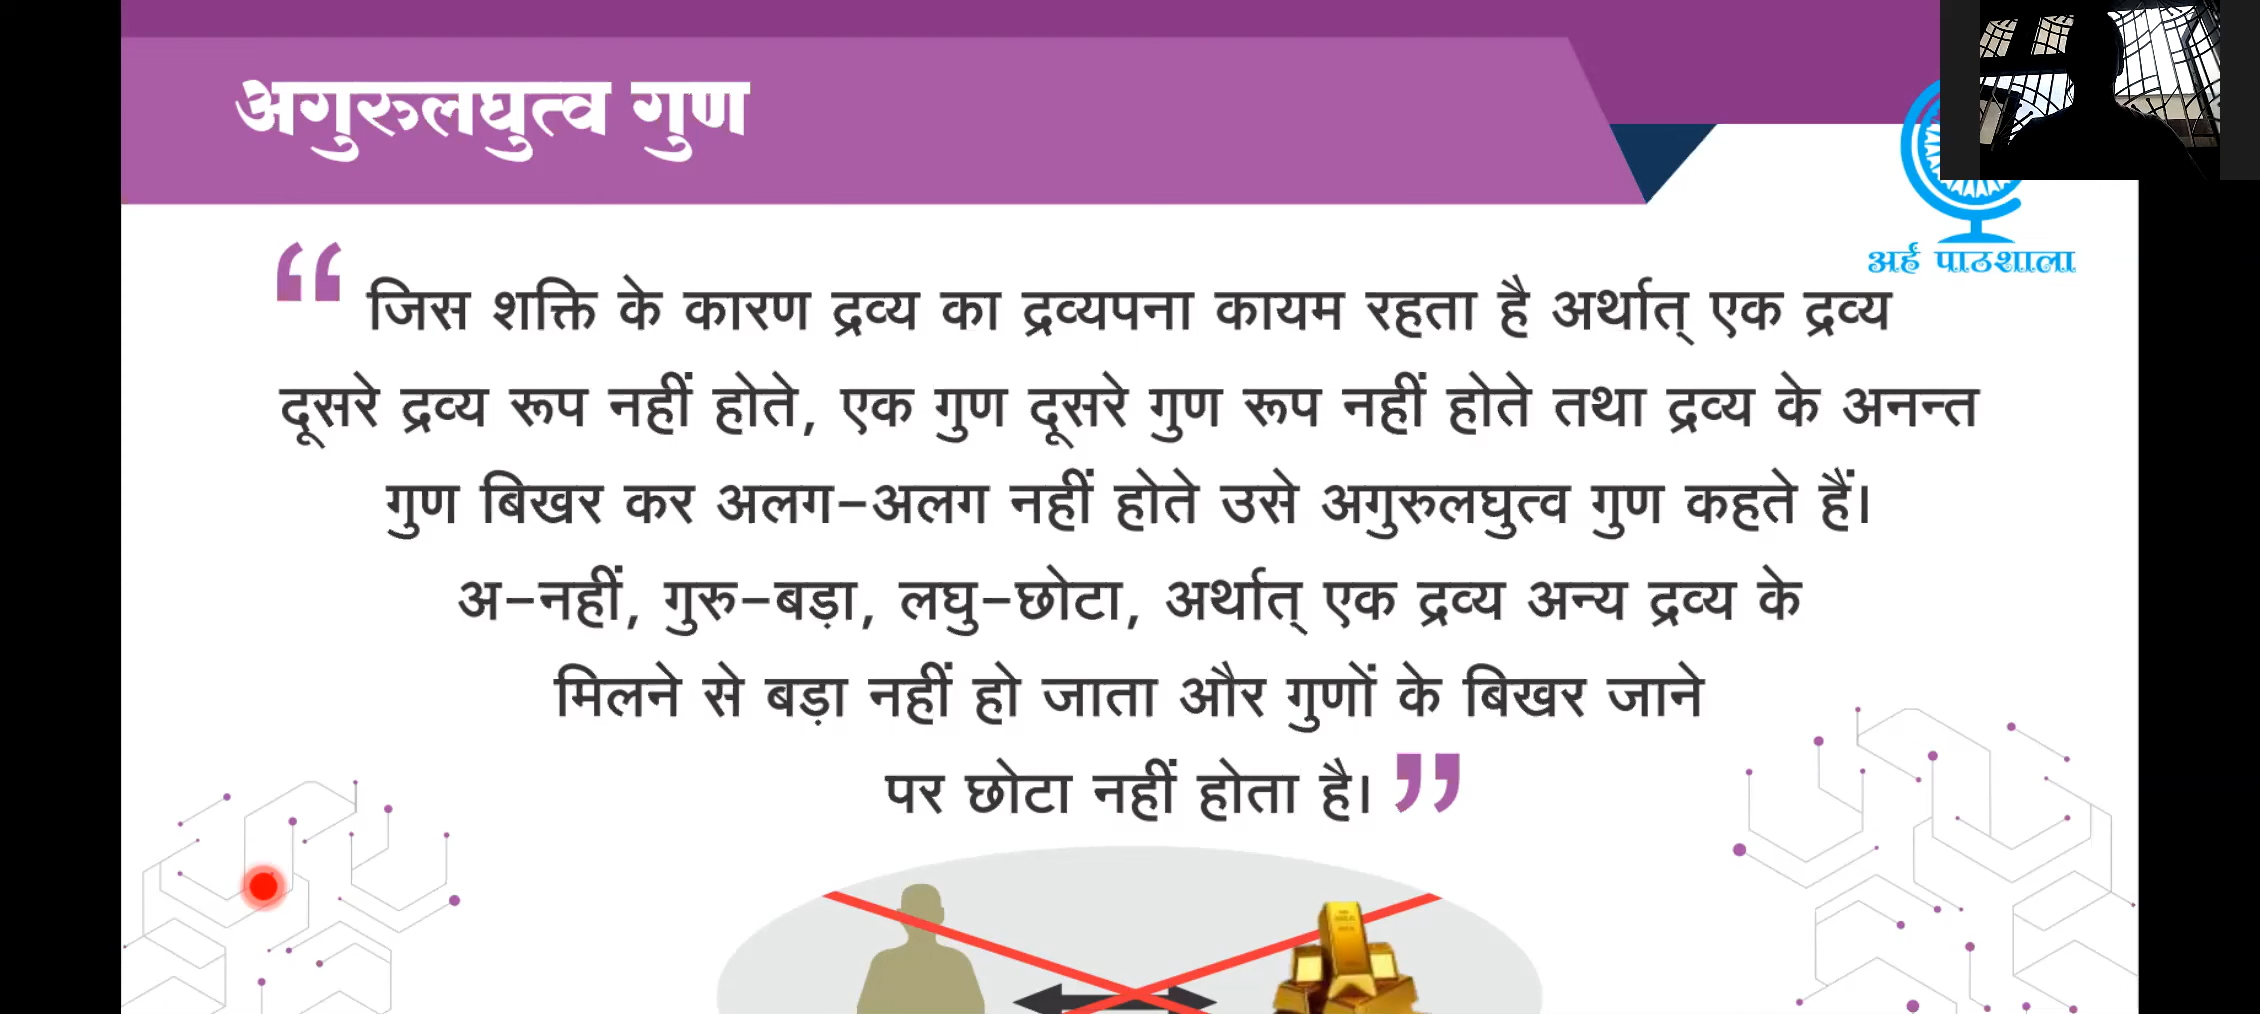 अगुरुलघुत्व गुण
अर्हं पाठशाला
“ जिस शक्ति के कारण द्रव्य का द्रव्यपना कायम रहता है अर्थात् एक द्रव्य
दूसरे द्रव्य रूप नहीं होते, एक गुण दूसरे गुण रूप नहीं होते तथा द्रव्य के अनन्त
गुण बिखर कर अलग-अलग नहीं होते उसे अगुरुलघुत्व गुण कहते हैं।
अ-नहीं, गुरु-बड़ा, लघु-छोटा, अर्थात् एक द्रव्य अन्य द्रव्य के
मिलने से बड़ा नहीं हो जाता और गुणों के बिखर जाने
पर छोटा नहीं होता है। ”